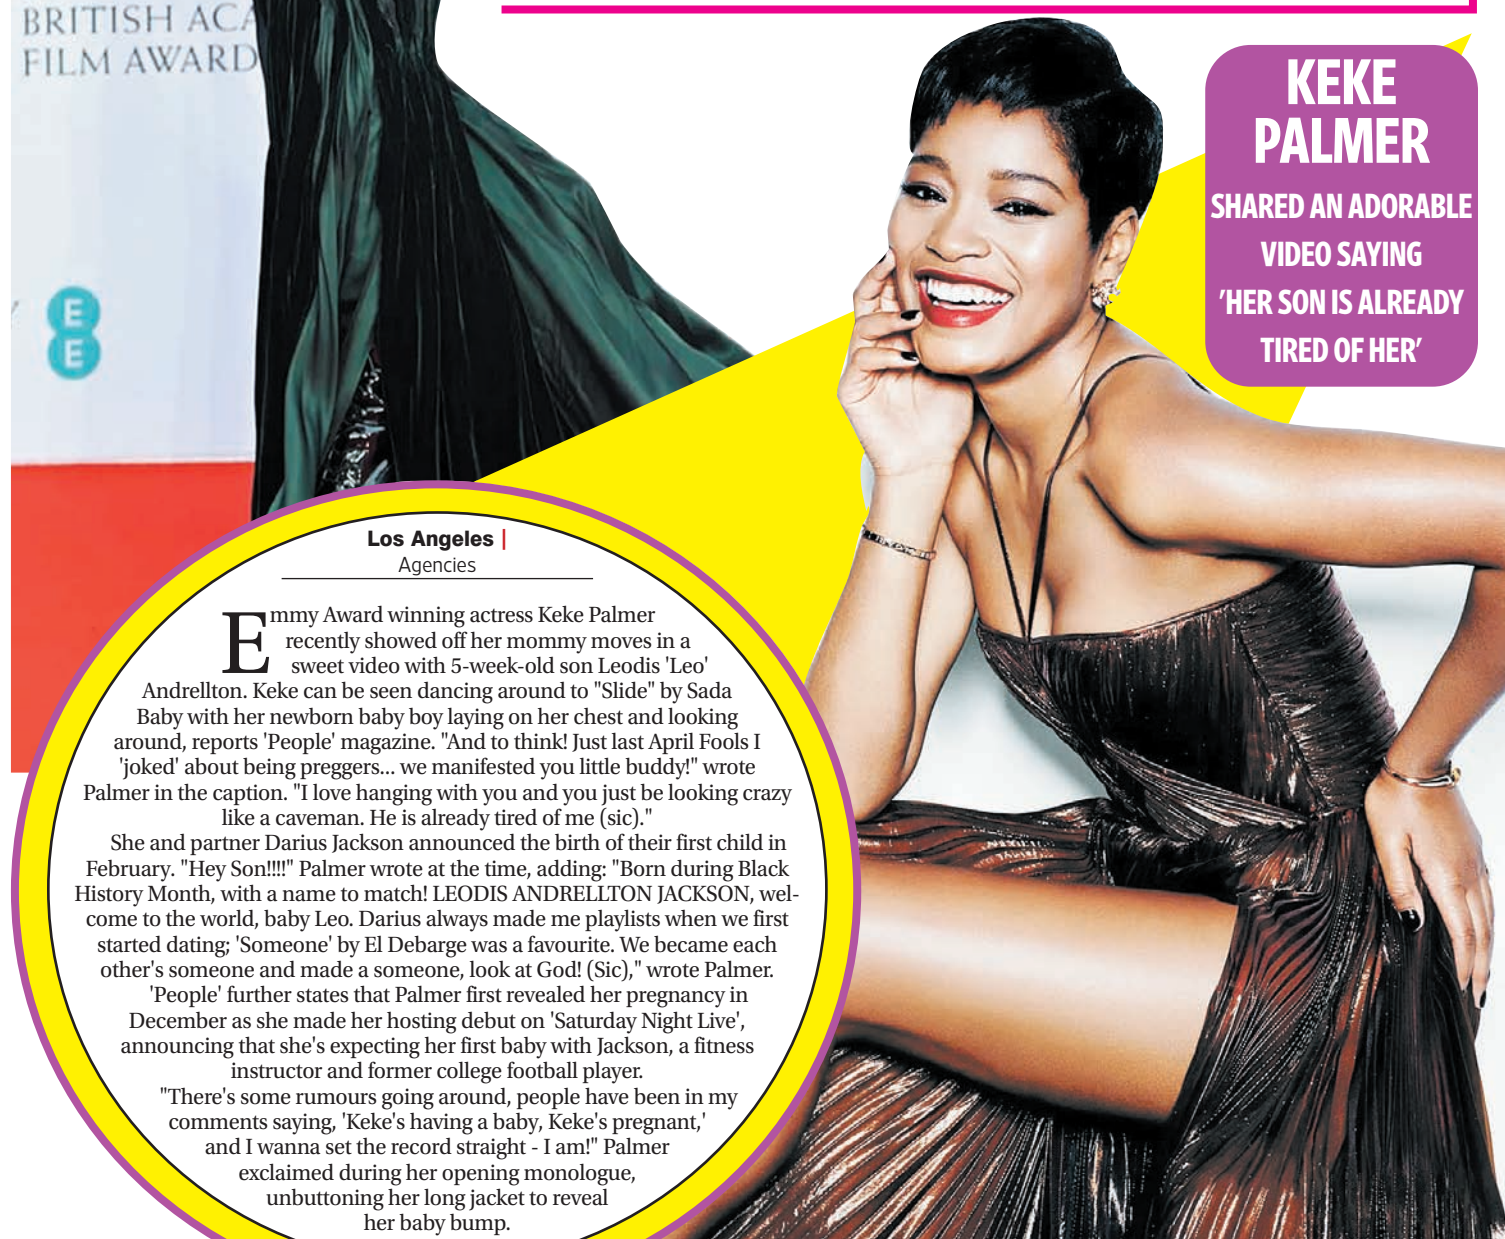 BRITISH ACA
FILM AWARD
E
E
KEKE
PALMER
SHARED AN ADORABLE
VIDEO SAYING
'HER SON IS ALREADY
TIRED OF HER'
Los Angeles |
Agencies
Emmy Award winning actress Keke Palmer
recently showed off her mommy moves in a
sweet video with 5-week-old son Leodis 'Leo'
Andrellton. Keke can be seen dancing around to "Slide" by Sada
Baby with her newborn baby boy laying on her chest and looking
around, reports 'People' magazine. "And to think! Just last April Fools I
'joked' about being preggers... we manifested you little buddy!" wrote
Palmer in the caption. "I love hanging with you and you just be looking crazy
like a caveman. He is already tired of me (sic)."
She and partner Darius Jackson announced the birth of their first child in
February. "Hey Son!!!!" Palmer wrote at the time, adding: "Born during Black
History Month, with a name to match! LEODIS ANDRELLTON JACKSON, wel-
come to the world, baby Leo. Darius always made me playlists when we first
started dating; 'Someone' by El Debarge was a favourite. We became each
other's someone and made a someone, look at God! (Sic)," wrote Palmer.
'People' further states that Palmer first revealed her pregnancy in
December as she made her hosting debut on 'Saturday Night Live',
announcing that she's expecting her first baby with Jackson, a fitness
instructor and former college football player.
"There's some rumours going around, people have been in my
comments saying, 'Keke's having a baby, Keke's pregnant,'
and I wanna set the record straight - I am!" Palmer
exclaimed during her opening monologue,
unbuttoning her long jacket to reveal
her baby bump.